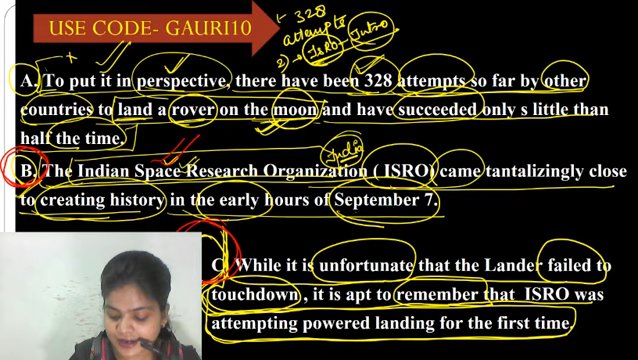 USE CODE- GAURI10
1- 328
attempts
2) → ISRO - Intro
A. To put it in perspective, there have been 328 attempts so far by other
countries to land a rover on the moon and have succeeded only s little than
half the time.
India
B. The Indian Space Research Organization ( ISRO) came tantalizingly close
to creating history in the early hours of September 7.
C. While it is unfortunate that the Lander failed to
touchdown , it is apt to remember that ISRO was
attempting powered landing for the first time.